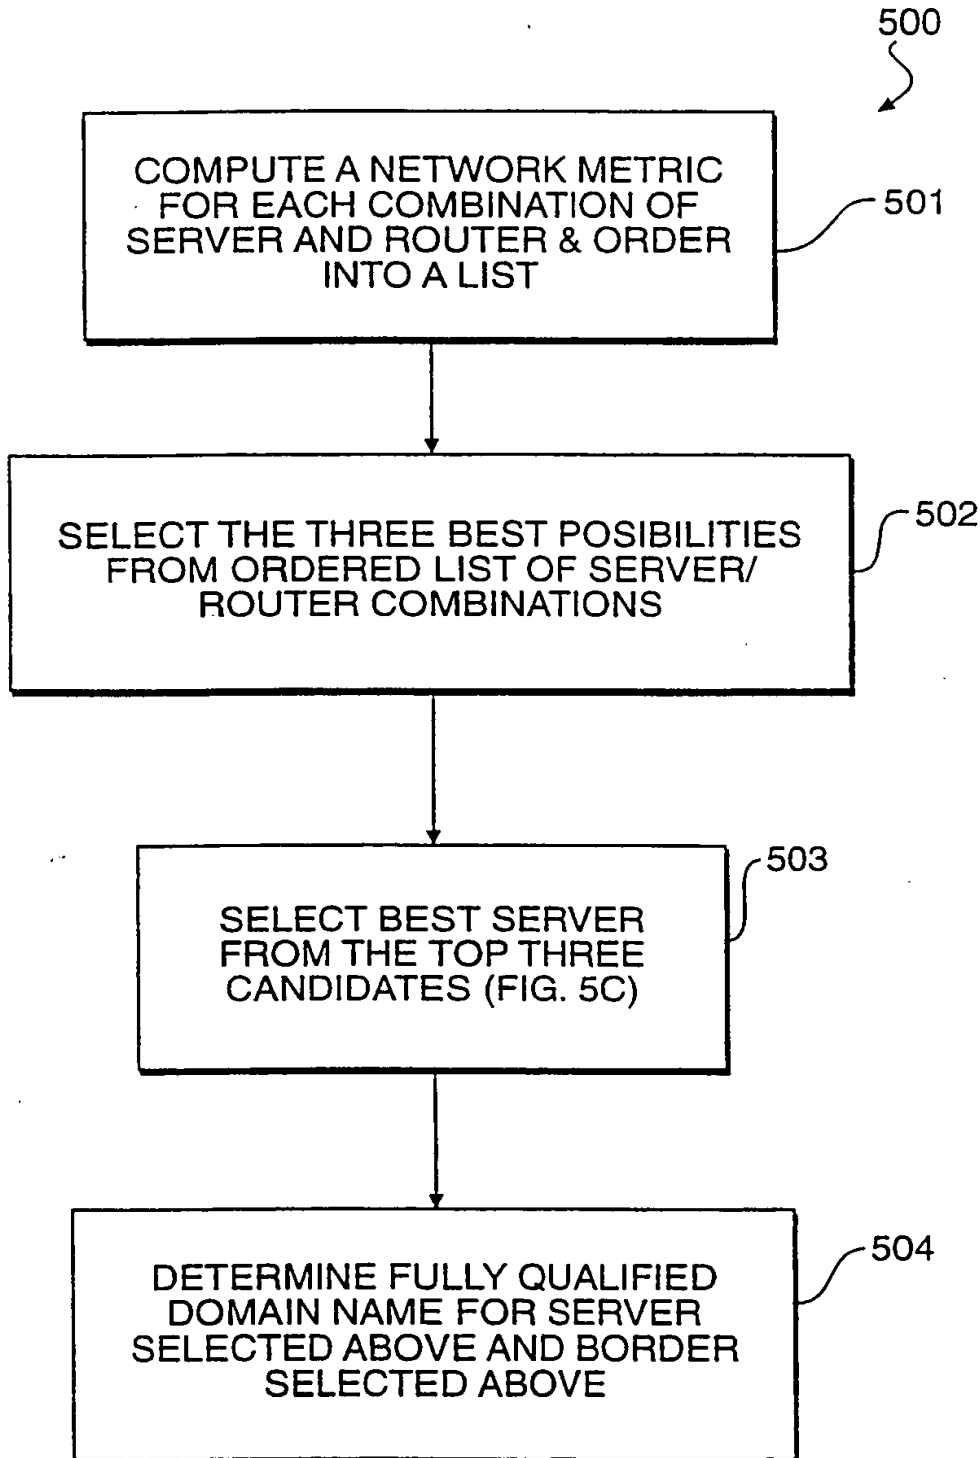 500
COMPUTE A NETWORK METRIC
FOR EACH COMBINATION OF
SERVER AND ROUTER & ORDER
INTO A LIST
501
SELECT THE THREE BEST POSIBILITIES
FROM ORDERED LIST OF SERVER/
ROUTER COMBINATIONS
502
SELECT BEST SERVER
FROM THE TOP THREE
CANDIDATES (FIG. 5C)
503
DETERMINE FULLY QUALIFIED
DOMAIN NAME FOR SERVER
SELECTED ABOVE AND BORDER
SELECTED ABOVE
504